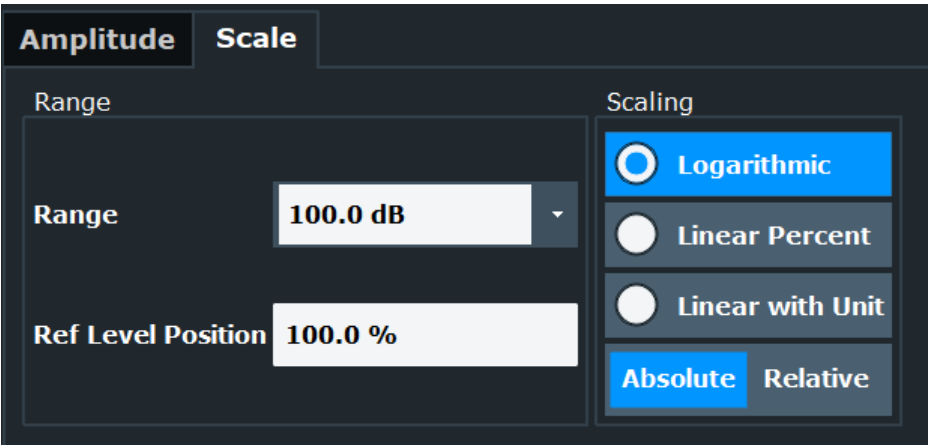 Amplitude Scale
Range
Range 100.0 dB
Ref Level Position 100.0 %
Scaling
Logarithmic
Linear Percent
Linear with Unit
Absolute Relative